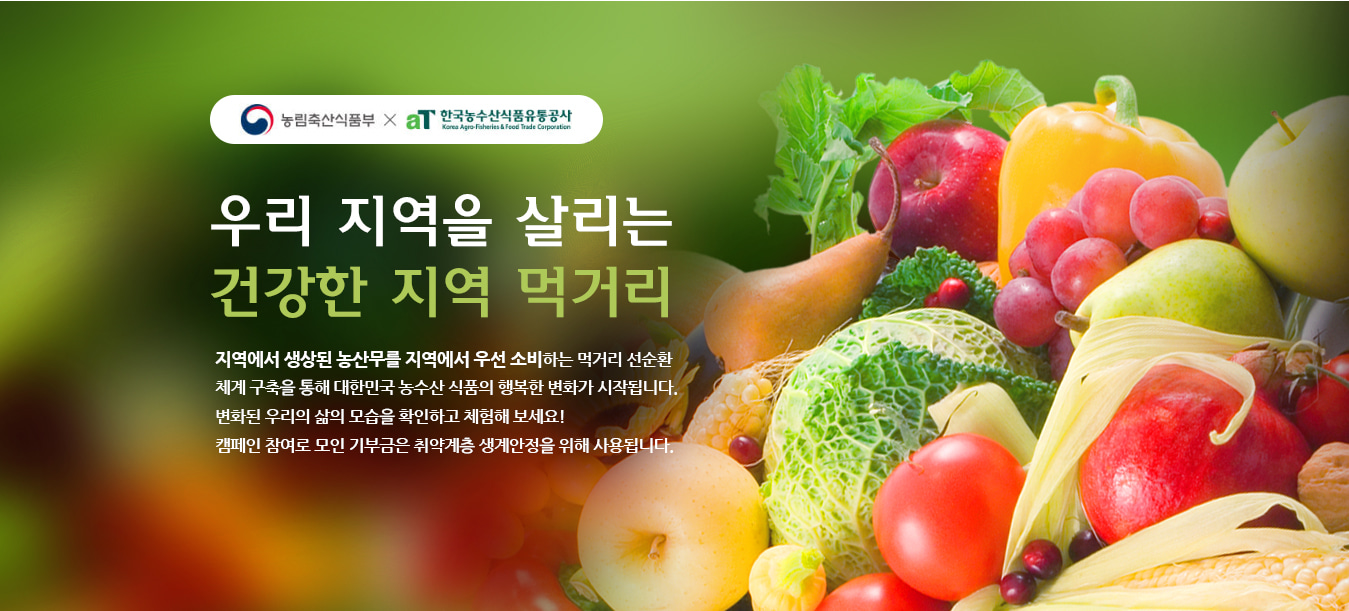 농림축산식품부 × aT 한국농수산식품유통공사
Korea Agro-Fisheries & Food Trade Corporation
우리 지역을 살리는
건강한 지역 먹거리
지역에서 생상된 농산무를 지역에서 우선 소비하는 먹거리 선순환
체계 구축을 통해 대한민국 농수산 식품의 행복한 변화가 시작됩니다.
변화된 우리의 삶의 모습을 확인하고 체험해 보세요!
캠페인 참여로 모인 기부금은 취약계층 생계안정을 위해 사용됩니다.